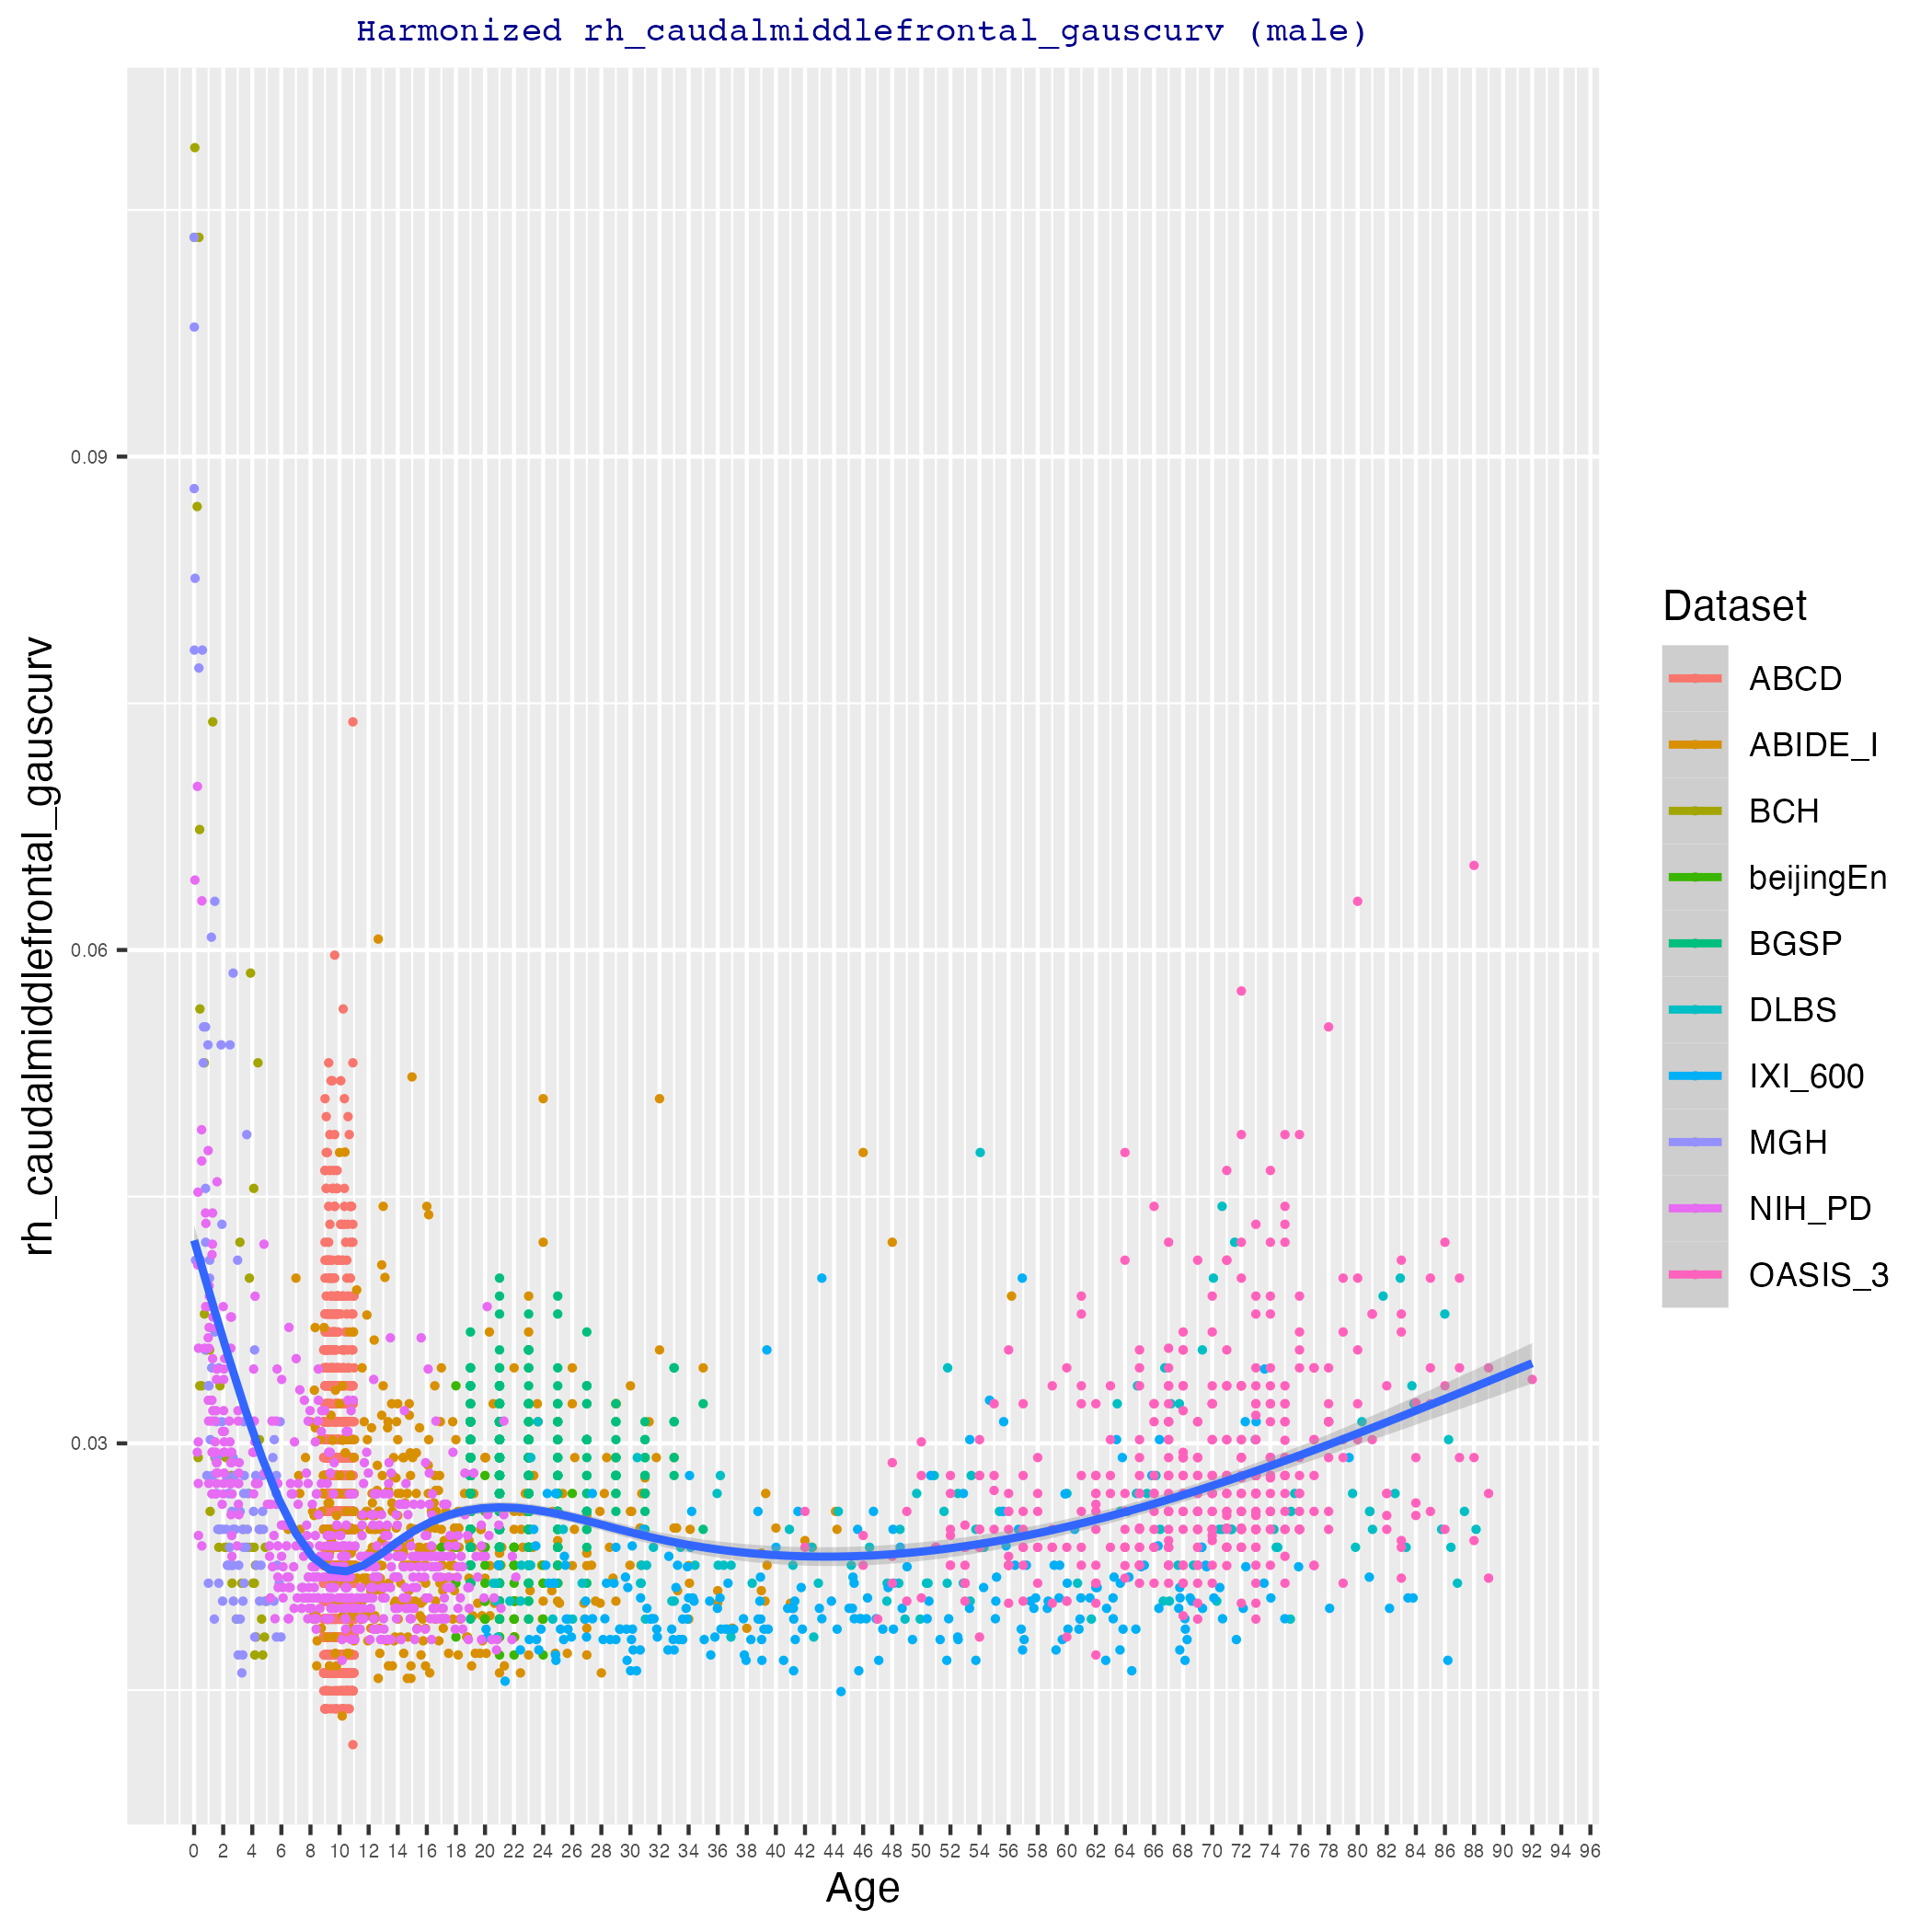 Harmonized rh_caudalmiddlefrontal_gauscurv (male)
rh_caudalmiddlefrontal_gauscurv
0.09
0.06
0.03
0 2 4 6 8 10 12 14 16 18 20 22 24 26 28 30 32 34 36 38 40 42 44 46 48 50 52 54 56 58 60 62 64 66 68 70 72 74 76 78 80 82 84 86 88 90 92 94 96
Age
Dataset
ABCD
ABIDE_I
BCH
beijingEn
BGSP
DLBS
IXI_600
MGH
NIH_PD
OASIS_3